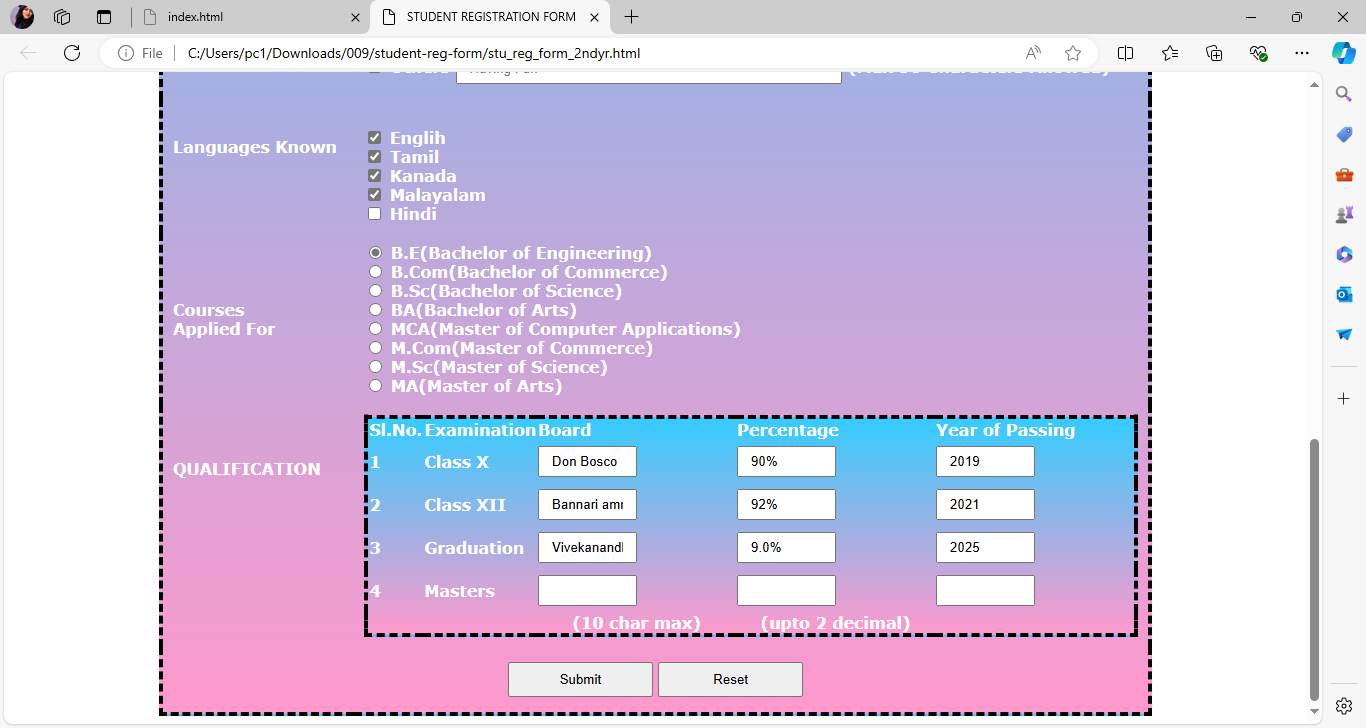 index.html
STUDENT REGISTRATION FORM
File
C:/Users/pc1/Downloads/009/student-reg-form/stu_reg_form_2ndyr.html
Languages Known
Englih
Tamil
Kanada
Malayalam
Hindi
Courses
Applied For
B.E(Bachelor of Engineering)
B.Com(Bachelor of Commerce)
B.Sc(Bachelor of Science)
BA(Bachelor of Arts)
MCA(Master of Computer Applications)
M.Com(Master of Commerce)
M.Sc(Master of Science)
MA(Master of Arts)
QUALIFICATION
Sl.No. Examination Board Percentage Year of Passing
1 Class X Don Bosco 90% 2019
2 Class XII Bannari 92% 2021
3 Graduation Vivekanand 9.0% 2025
4 Masters
(10 char max) (upto 2 decimal)
Submit Reset